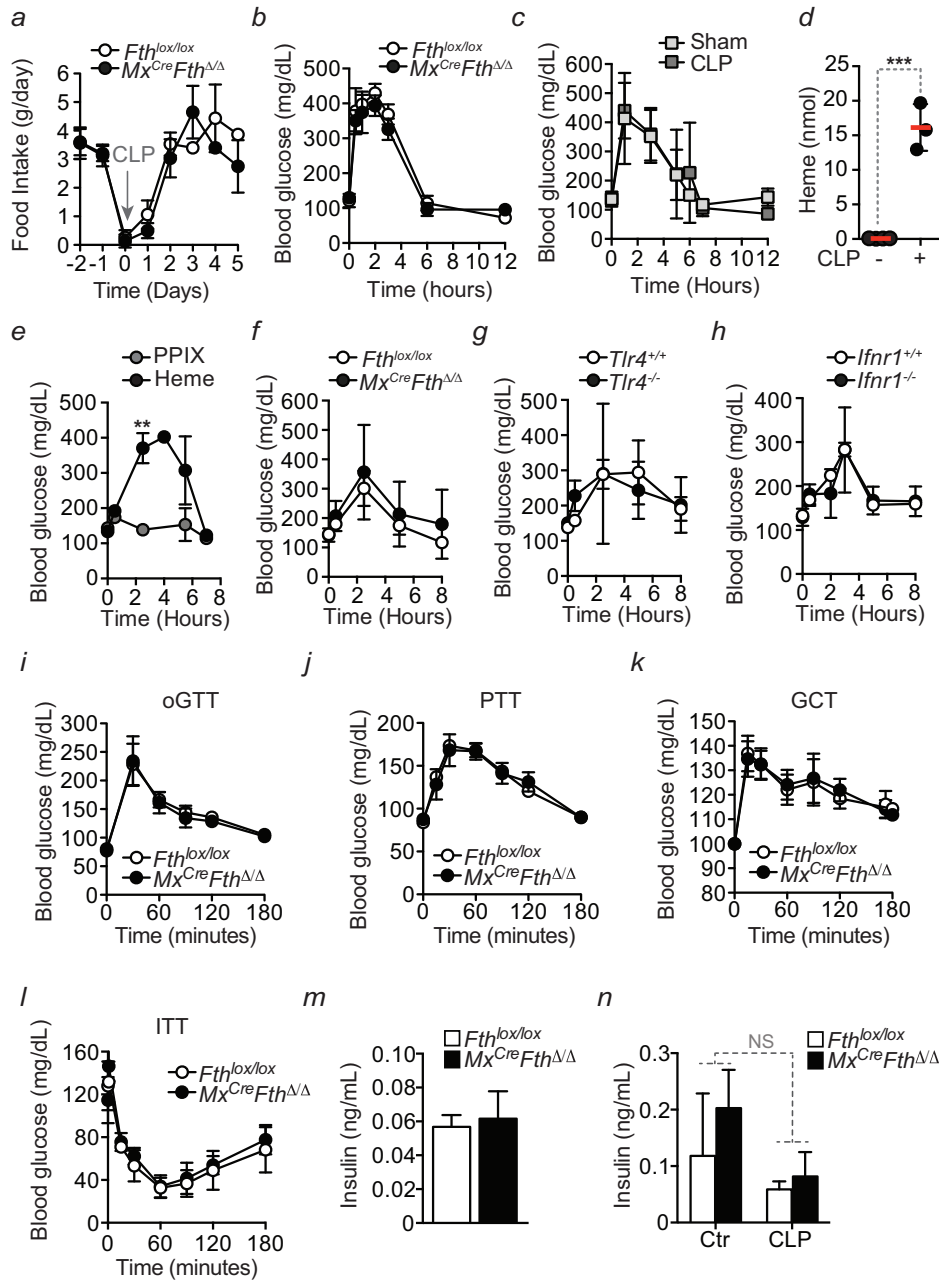 a
Fth^lox/lox
Mx^Cre Fth^Δ/Δ
Food Intake (g/day)
6
5
4
3
2
1
0
CLP
-2 -1 0 1 2 3 4 5
Time (Days)
b
Fth^lox/lox
Mx^Cre Fth^Δ/Δ
Blood glucose (mg/dL)
500
400
300
200
100
0
0 2 4 6 8 10 12
Time (hours)
c
Sham
CLP
Blood glucose (mg/dL)
600
500
400
300
200
100
0
0 2 4 6 8 10 12
Time (Hours)
d
***
Heme (nmol)
25
20
15
10
5
0
CLP - +
e
PPIX
Heme
Blood glucose (mg/dL)
500
400
300
200
100
0
**
0 2 4 6 8
Time (Hours)
f
Fth^lox/lox
Mx^Cre Fth^Δ/Δ
Blood glucose (mg/dL)
600
500
400
300
200
100
0
0 2 4 6 8
Time (Hours)
g
Tlr4^+/+
Tlr4^-/-
Blood glucose (mg/dL)
500
400
300
200
100
0
0 2 4 6 8
Time (Hours)
h
Ifnr1^+/+
Ifnr1^-/-
Blood glucose (mg/dL)
400
300
200
100
0
0 2 4 6 8
Time (Hours)
i
oGTT
Blood glucose (mg/dL)
300
250
200
150
100
50
0
Fth^lox/lox
Mx^Cre Fth^Δ/Δ
0 60 120 180
Time (minutes)
j
PTT
Blood glucose (mg/dL)
200
150
100
50
0
Fth^lox/lox
Mx^Cre Fth^Δ/Δ
0 60 120 180
Time (minutes)
k
GCT
Blood glucose (mg/dL)
150
140
130
120
110
100
90
80
Fth^lox/lox
Mx^Cre Fth^Δ/Δ
0 60 120 180
Time (minutes)
l
ITT
Blood glucose (mg/dL)
160
120
80
40
0
Fth^lox/lox
Mx^Cre Fth^Δ/Δ
0 60 120 180
Time (minutes)
m
Fth^lox/lox
Mx^Cre Fth^Δ/Δ
Insulin (ng/mL)
0.10
0.08
0.06
0.04
0.02
0
n
Fth^lox/lox
Mx^Cre Fth^Δ/Δ
NS
Insulin (ng/mL)
0.3
0.2
0.1
0
Ctr CLP